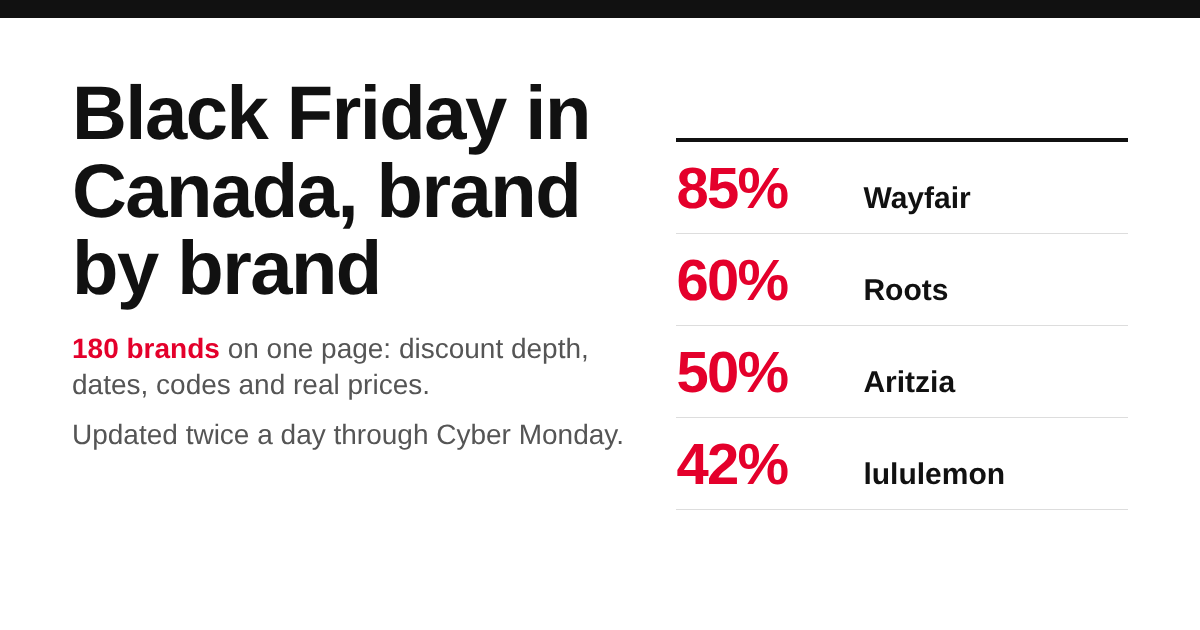 Black Friday in
Canada, brand
by brand
180 brands on one page: discount depth,
dates, codes and real prices.
Updated twice a day through Cyber Monday.
85% Wayfair
60% Roots
50% Aritzia
42% lululemon